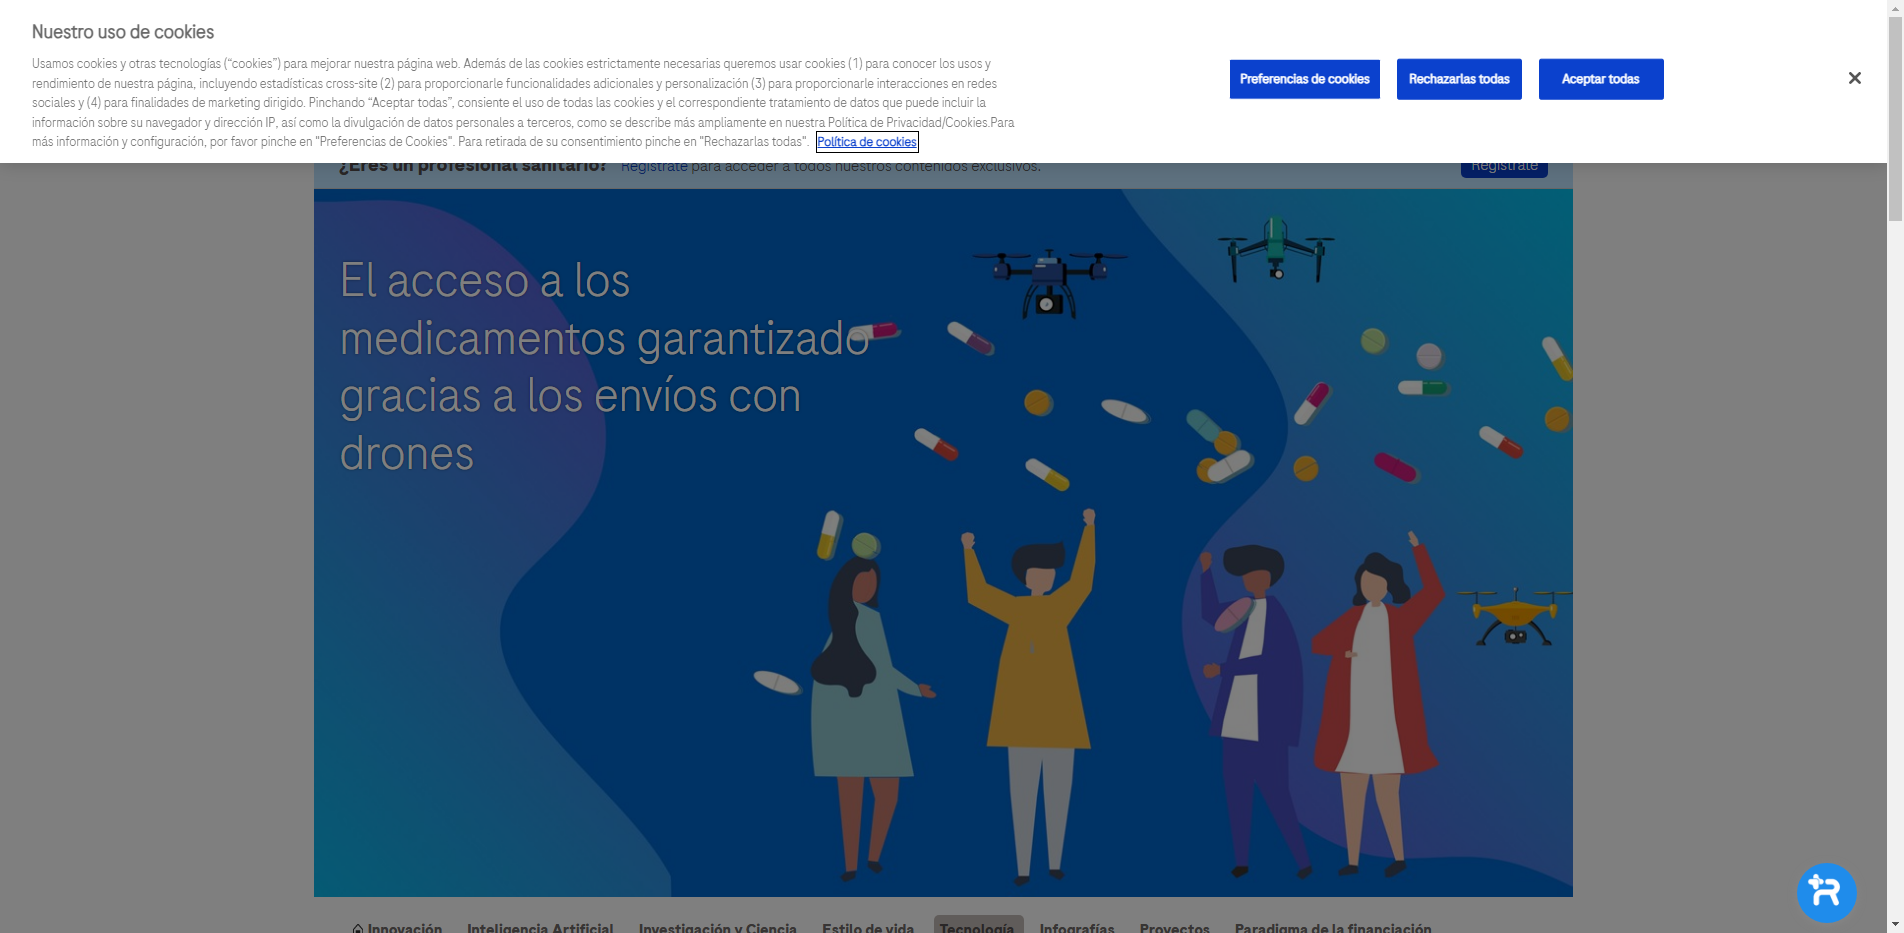 Nuestro uso de cookies
Usamos cookies y otras tecnologías (“cookies”) para mejorar nuestra página web. Además de las cookies estrictamente necesarias queremos usar cookies (1) para conocer los usos y
rendimiento de nuestra página, incluyendo estadísticas cross-site (2) para proporcionarle funcionalidades adicionales y personalización (3) para proporcionarle interacciones en redes
sociales y (4) para finalidades de marketing dirigido. Pinchando “Aceptar todas”, consiente el uso de todas las cookies y el correspondiente tratamiento de datos que puede incluir la
información sobre su navegador y dirección IP, así como la divulgación de datos personales a terceros, como se describe más ampliamente en nuestra Política de Privacidad/Cookies.Para
más información y configuración, por favor pinche en "Preferencias de Cookies". Para retirada de su consentimiento pinche en "Rechazarlas todas". Política de cookies
Preferencias de cookies
Rechazarlas todas
Aceptar todas
¿Eres un profesional sanitario? Regístrate para acceder a todos nuestros contenidos exclusivos.
Regístrate
El acceso a los
medicamentos garantizado
gracias a los envíos con
drones
Innovación Inteligencia Artificial Investigación y Ciencia Estilo de vida Tecnología Infografías Proyectos Paradigma de la financiación